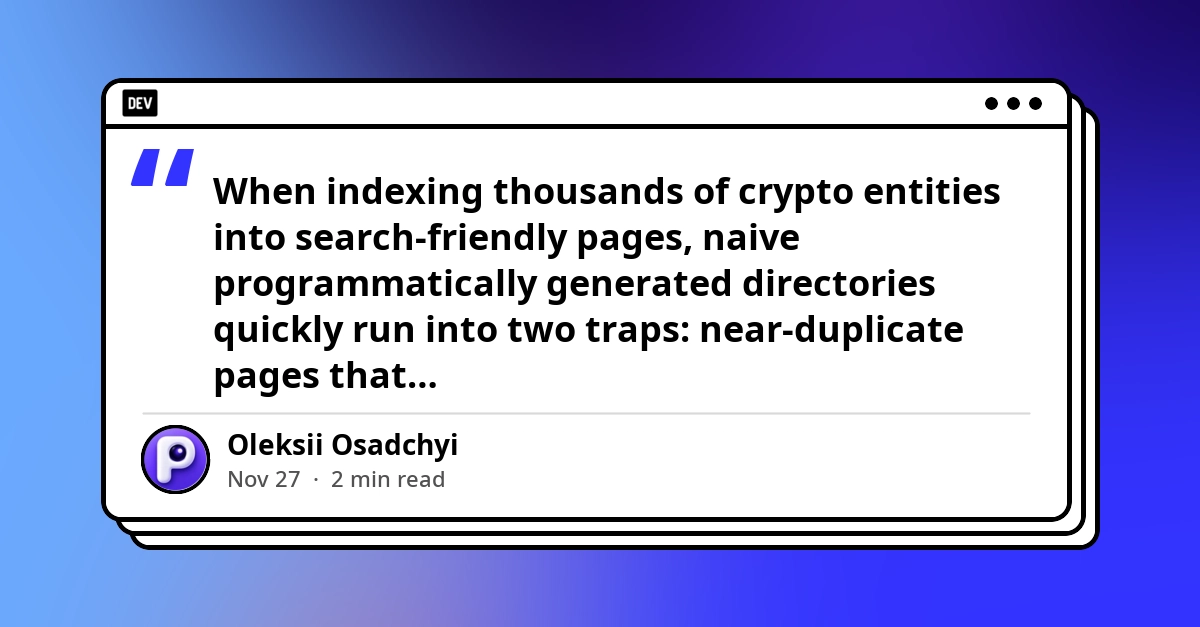 DEV
When indexing thousands of crypto entities
into search-friendly pages, naive
programmatically generated directories
quickly run into two traps: near-duplicate
pages that...
Oleksii Osadchyi
Nov 27 · 2 min read